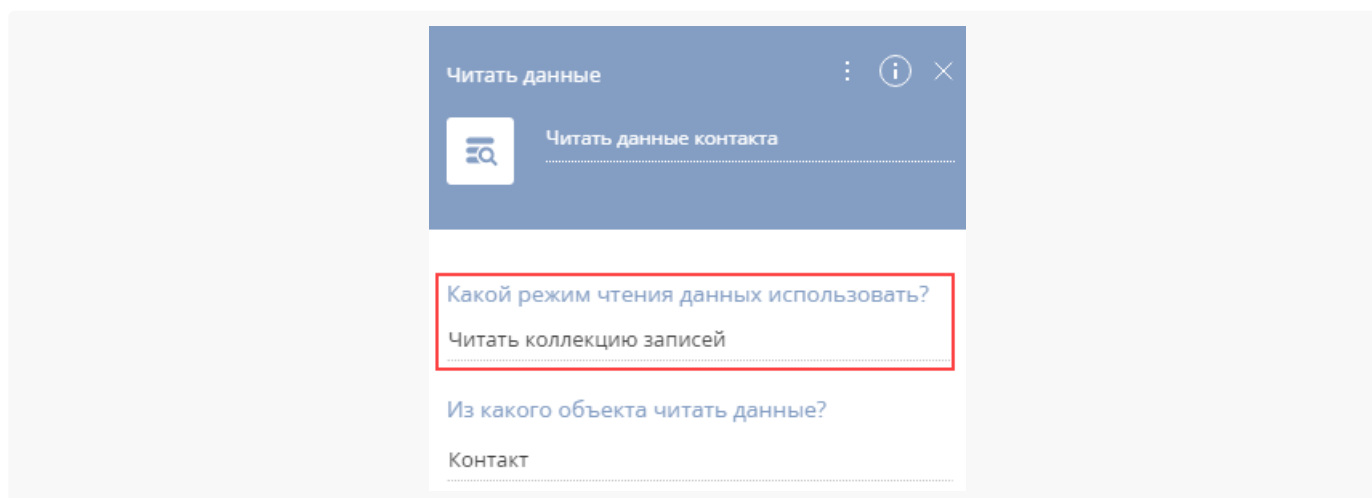 Читать данные
Читать данные контакта
Какой режим чтения данных использовать?
Читать коллекцию записей
Из какого объекта читать данные?
Контакт